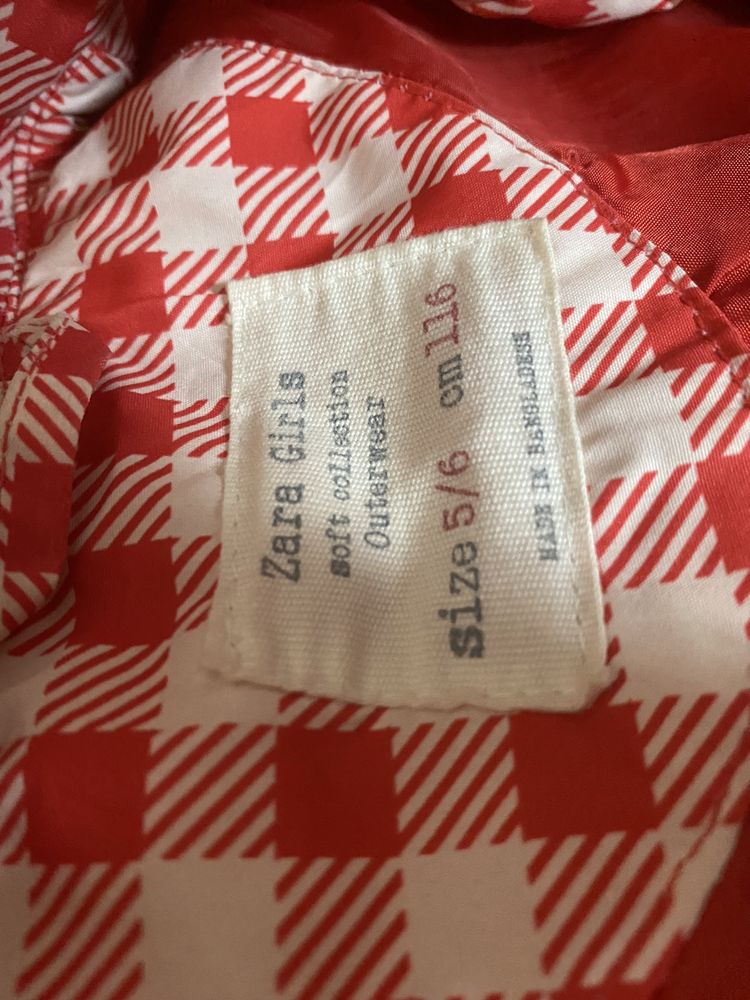 Zara Girls
soft collection
Outerwear
size 5/6 cm 116
MADE IN BANGLADESH